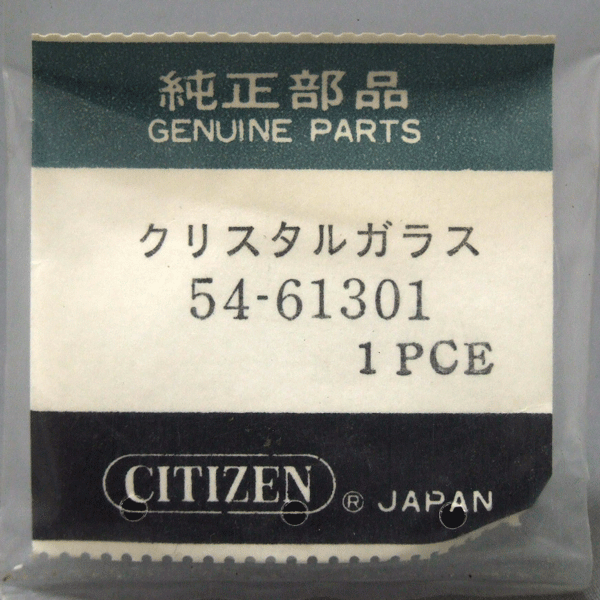 純正部品
GENUINE PARTS
クリスタルガラス
54-61301
1 PCE
CITIZEN ® JAPAN